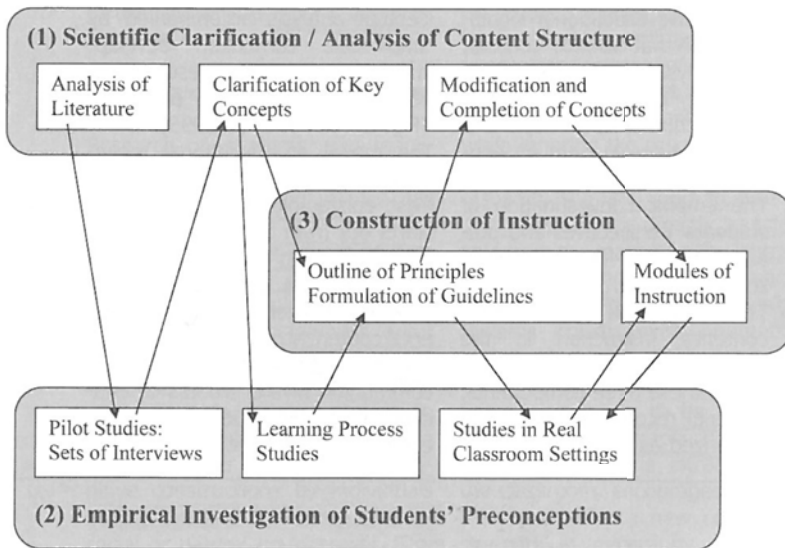 (1) Scientific Clarification / Analysis of Content Structure
Analysis of
Literature
Clarification of Key
Concepts
Modification and
Completion of Concepts
(3) Construction of Instruction
Outline of Principles
Formulation of Guidelines
Modules of
Instruction
Pilot Studies:
Sets of Interviews
Learning Process
Studies
Studies in Real
Classroom Settings
(2) Empirical Investigation of Students’ Preconceptions